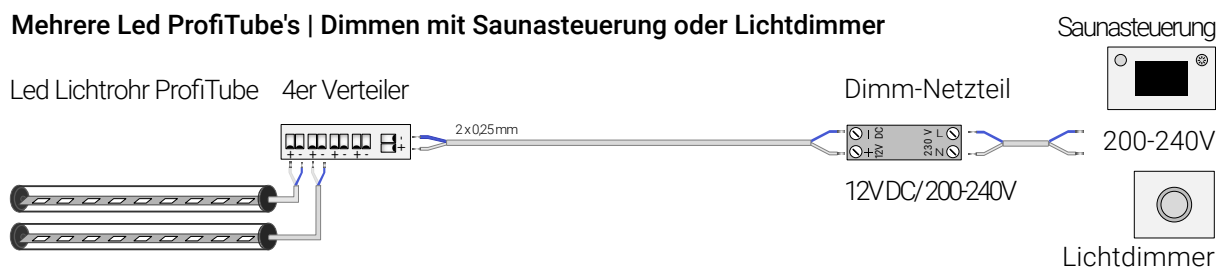 Mehrere Led ProfiTube's | Dimmen mit Saunasteuerung oder Lichtdimmer
Saunasteuerung
Led Lichtrohr ProfiTube
4er Verteiler
Dimm-Netzteil
2 x 0,25 mm
+ - + - + - + -
-
+
- +
12V DC
230 V
L
N
200-240V
12V DC/ 200-240V
Lichtdimmer